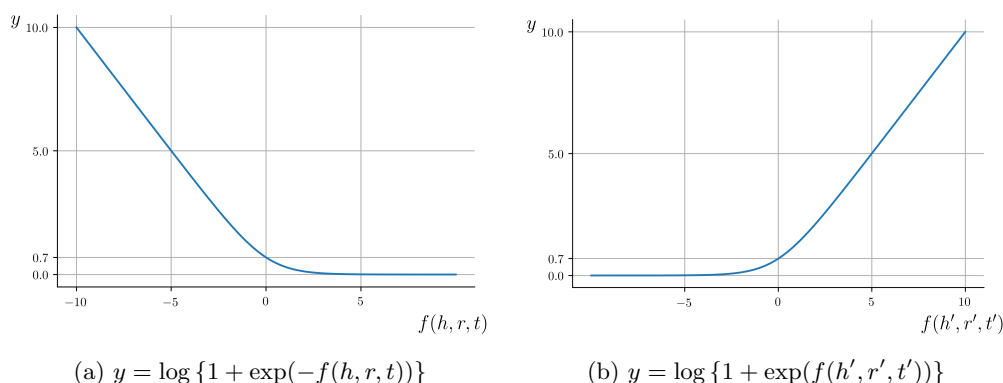 y
10.0
5.0
0.7
0.0
−10
−5
0
5
f(h, r, t)
(a) y = log {1 + exp(−f(h, r, t))}
y
10.0
5.0
0.7
0.0
−5
0
5
10
f(h′, r′, t′)
(b) y = log {1 + exp(f(h′, r′, t′))}